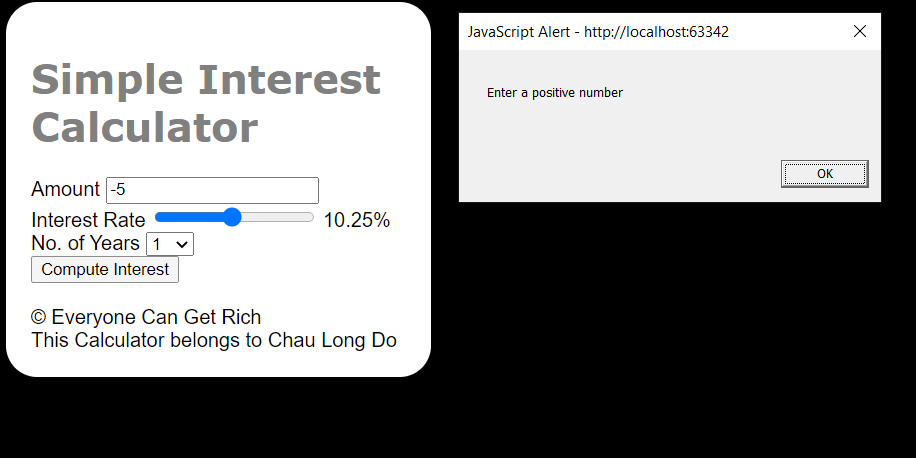 Simple Interest
Calculator
Amount -5
Interest Rate 10.25%
No. of Years 1
Compute Interest
© Everyone Can Get Rich
This Calculator belongs to Chau Long Do
JavaScript Alert - http://localhost:63342
Enter a positive number
OK